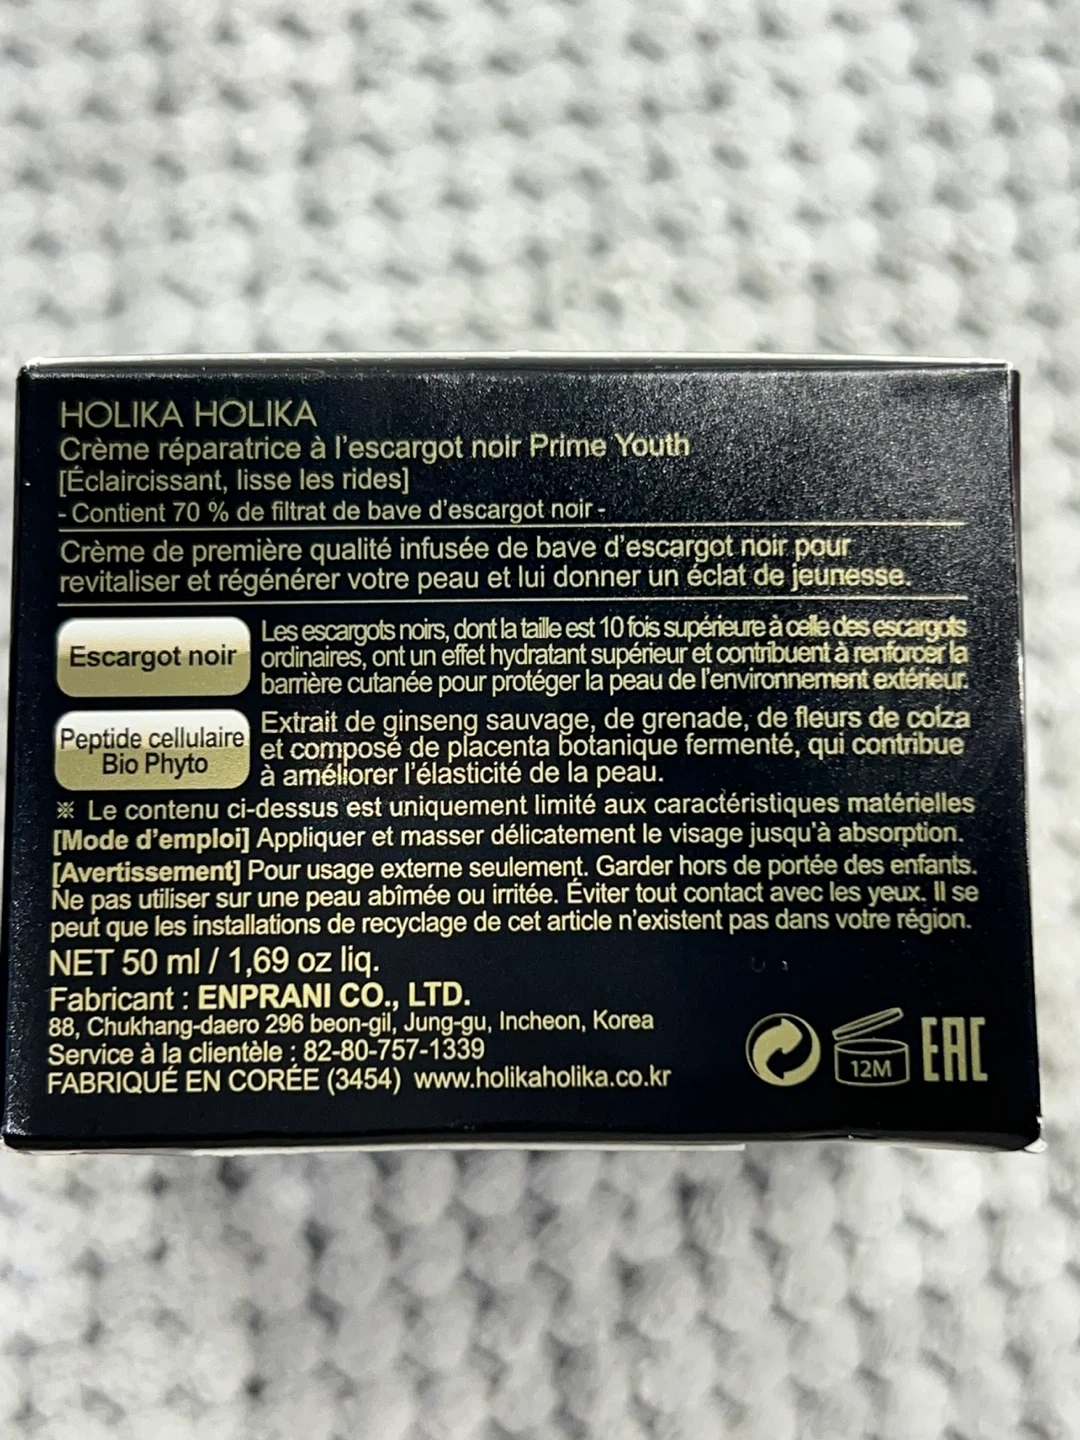 HOLIKA HOLIKA
Crème réparatrice à l'escargot noir Prime Youth
[Éclaircissant, lisse les rides]
- Contient 70 % de filtrat de bave d'escargot noir -
Crème de première qualité infusée de bave d'escargot noir pour
revitaliser et régénérer votre peau et lui donner un éclat de jeunesse.
Escargot noir
Les escargots noirs, dont la taille est 10 fois supérieure à celle des escargots
ordinaires, ont un effet hydratant supérieur et contribuent à renforcer la
barrière cutanée pour protéger la peau de l'environnement extérieur.
Peptide cellulaire
Bio Phyto
Extrait de ginseng sauvage, de grenade, de fleurs de colza
et composé de placenta botanique fermenté, qui contribue
à améliorer l'élasticité de la peau.
※ Le contenu ci-dessus est uniquement limité aux caractéristiques matérielles
[Mode d'emploi] Appliquer et masser délicatement le visage jusqu'à absorption.
[Avertissement] Pour usage externe seulement. Garder hors de portée des enfants.
Ne pas utiliser sur une peau abîmée ou irritée. Éviter tout contact avec les yeux. Il se
peut que les installations de recyclage de cet article n'existent pas dans votre région.
NET 50 ml / 1,69 oz liq.
Fabricant : ENPRANI CO., LTD.
88, Chukhang-daero 296 beon-gil, Jung-gu, Incheon, Korea
Service à la clientèle : 82-80-757-1339
FABRIQUÉ EN CORÉE (3454) www.holikaholika.co.kr
12M
EAC